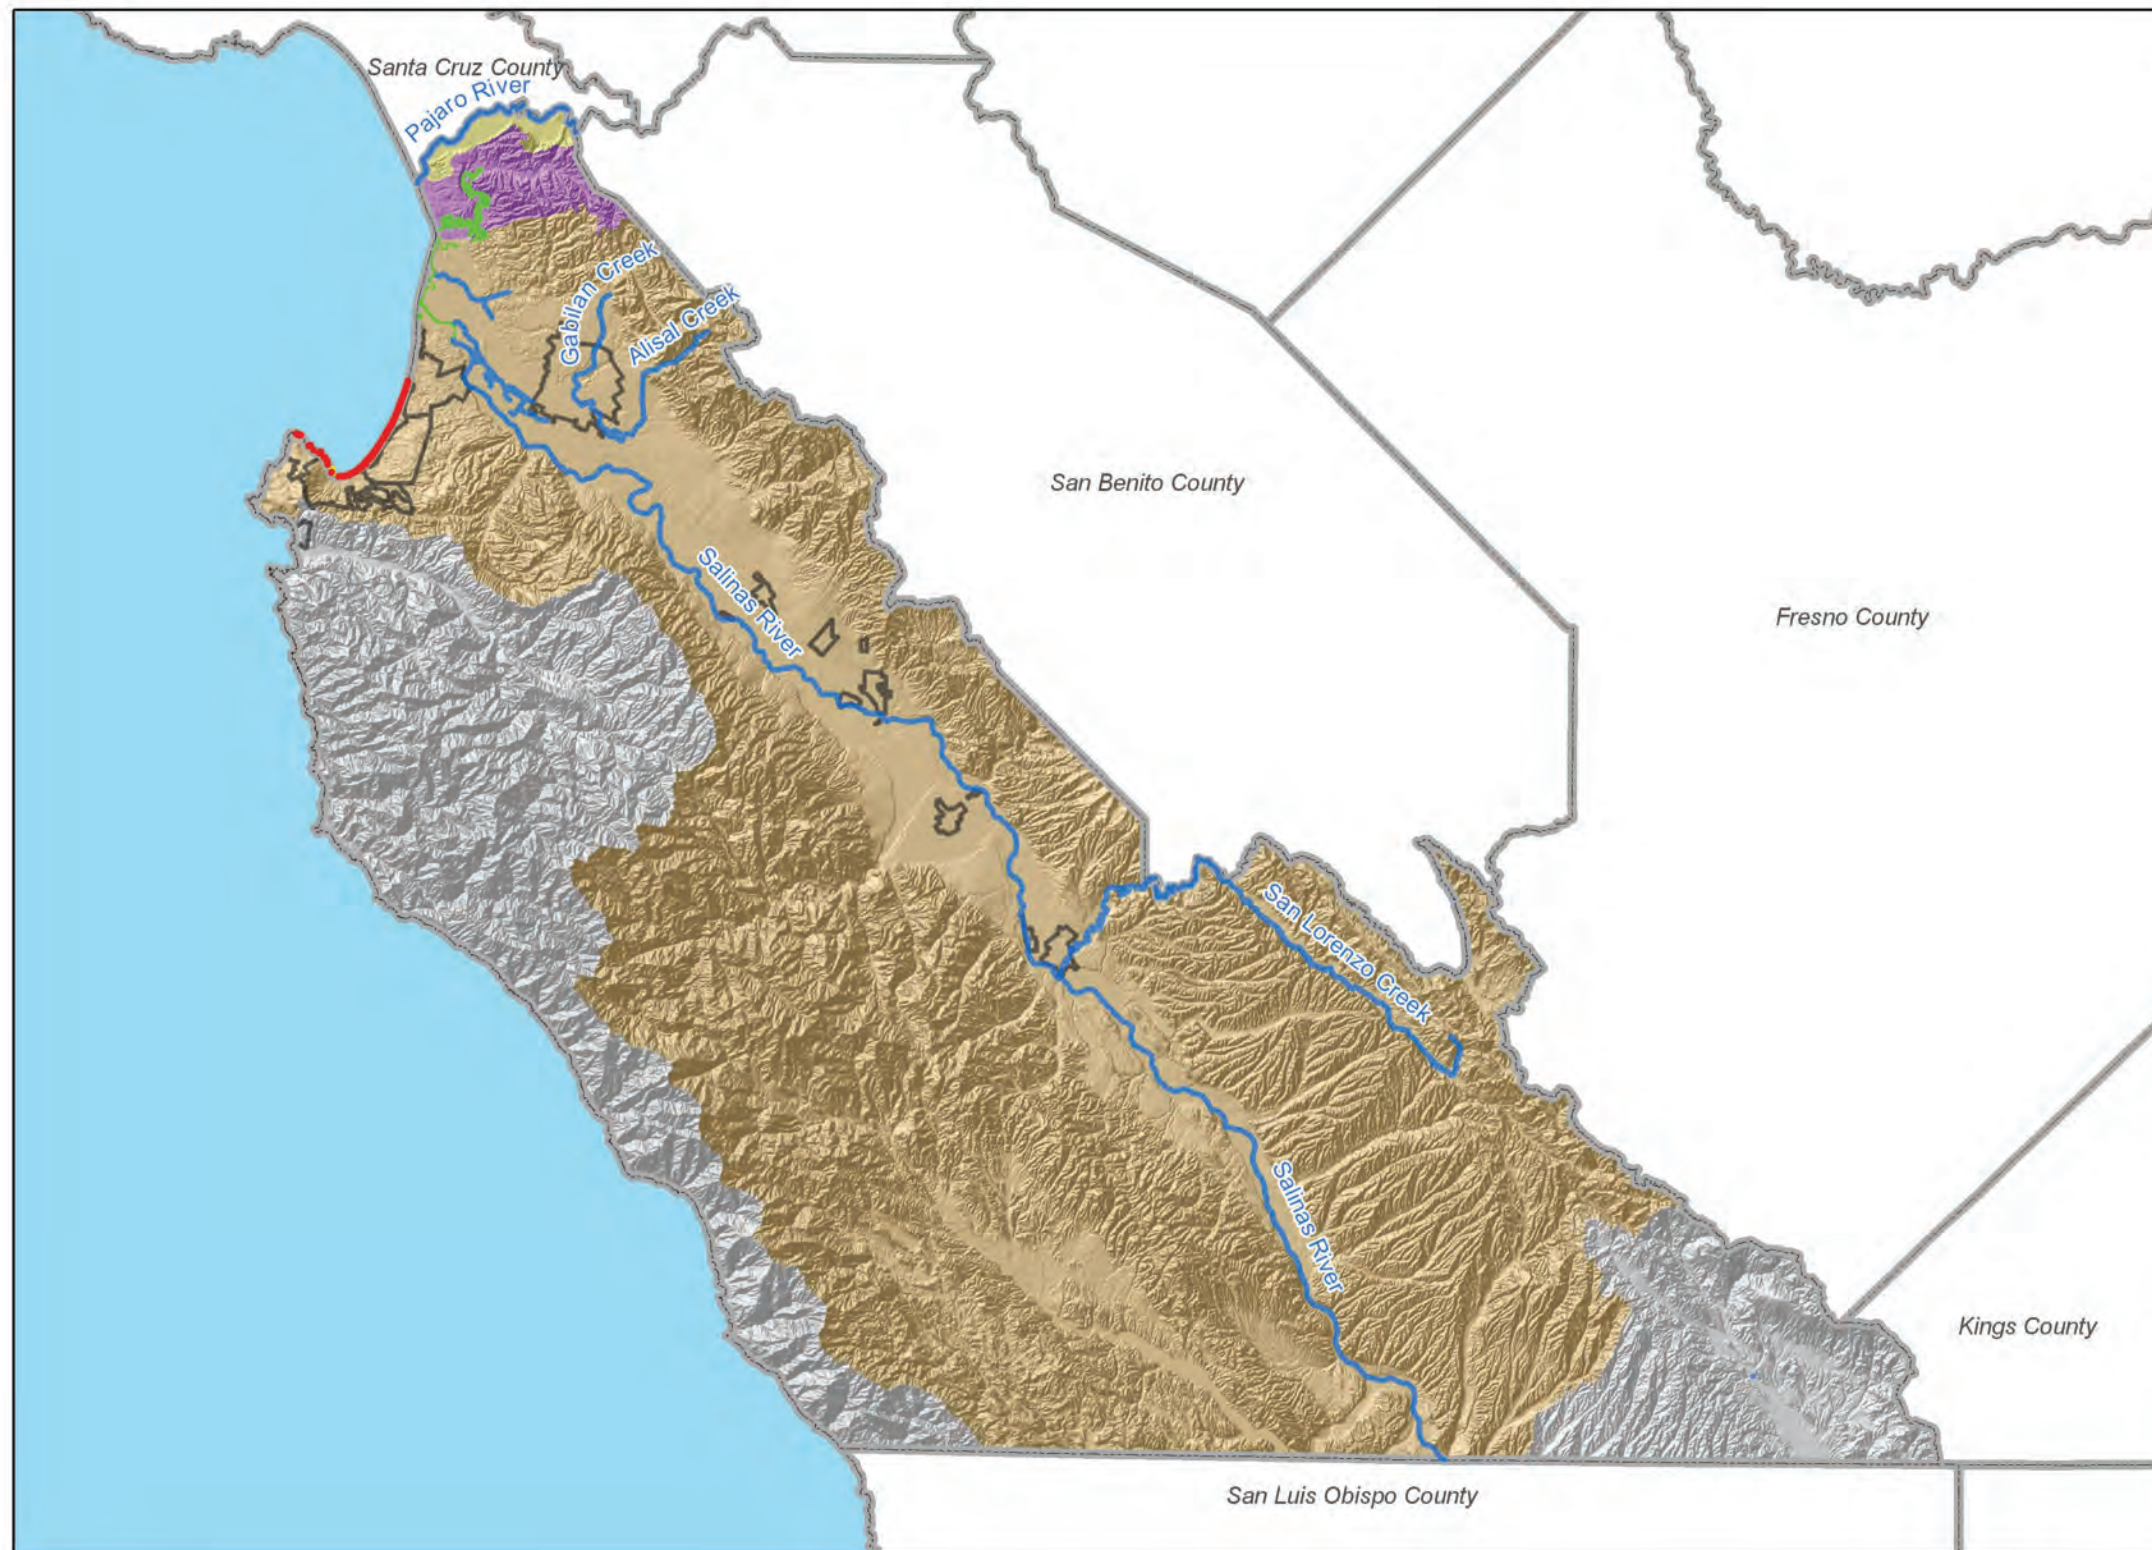 Santa Cruz County
Pajaro River
Gabilan Creek
Alisal Creek
San Benito County
Salinas River
Fresno County
San Lorenzo Creek
Salinas River
Kings County
San Luis Obispo County